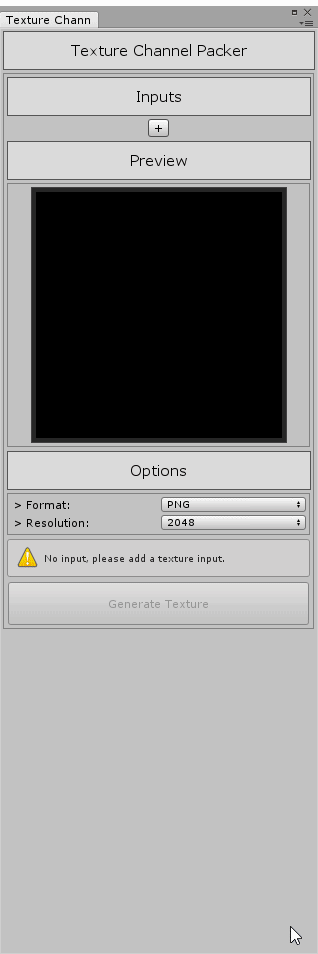 Texture Chann
Texture Channel Packer
Inputs
+
Preview
Options
> Format: PNG
> Resolution: 2048
No input, please add a texture input.
Generate Texture